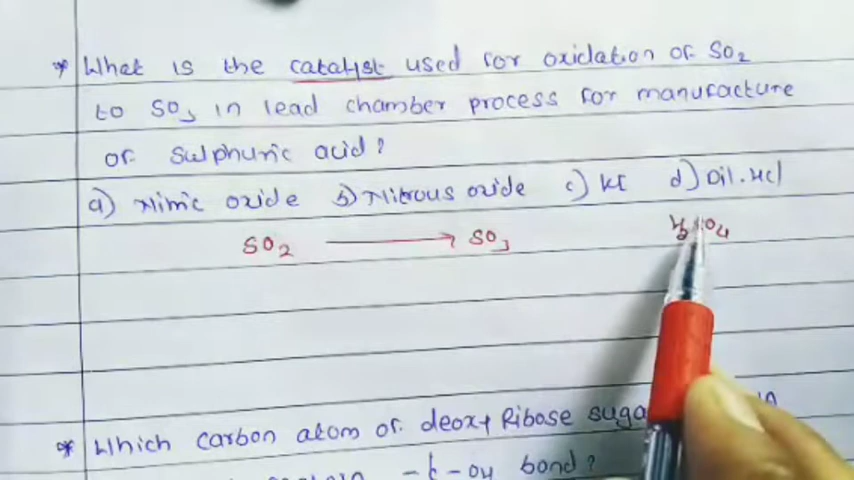 * What is the catalyst used for oxidation of SO2
to SO3 in lead chamber process for manufacture
of sulphuric acid?
a) Nitric oxide b) Nitrous oxide c) KI d) Dil.HCl
SO2 → SO3
* Which carbon atom of deoxy Ribose suga
-C-OH bond?